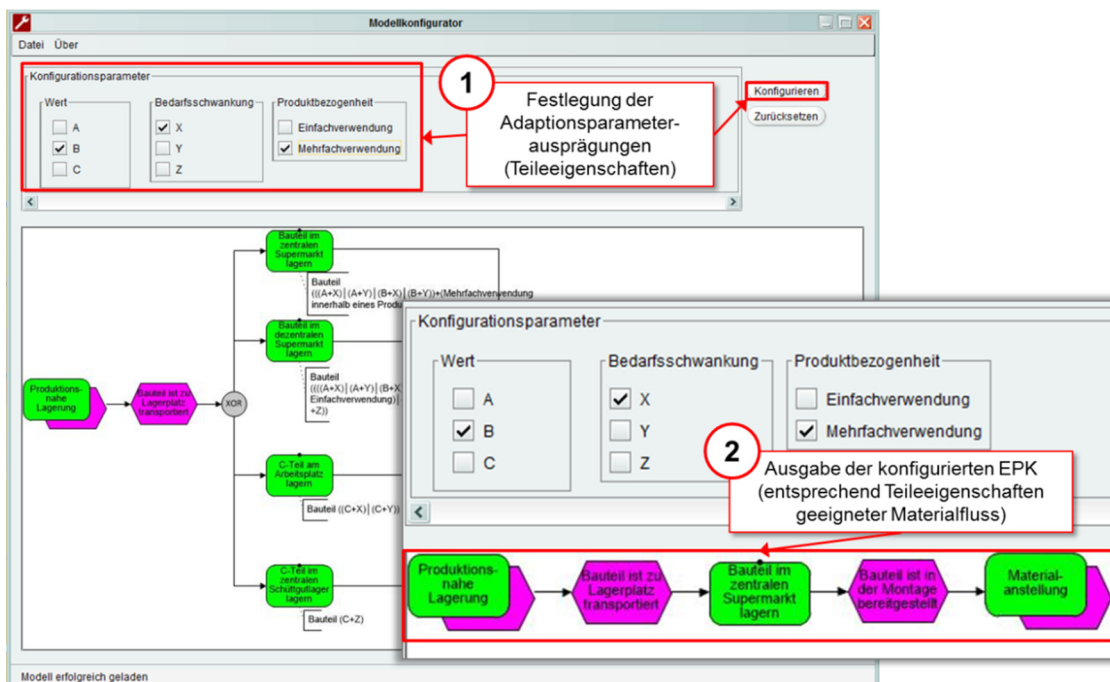 Modellkonfigurator
Datei Über
Konfigurationsparameter
Wert
A
B
C
Bedarfsschwankung
X
Y
Z
Produktbezogenheit
Einfachverwendung
Mehrfachverwendung
Konfigurieren
Zurücksetzen
1
Festlegung der
Adaptionsparameter-
ausprägungen
(Teileeigenschaften)
Produktions-
nahe
Lagerung
Bauteil ist zu
Lagerplatz
transportiert
XOR
Bauteil im
zentralen
Supermarkt
lagern
Bauteil
(((A+X)|(A+Y)|(B+X)|(B+Y))+(Mehrfachverwendung
innerhalb eines Produ
Bauteil im
dezentralen
Supermarkt
lagern
Bauteil
((((A+X)|(A+Y)|(B+X
Einfachverwendung)|
+Z))
C-Teil am
Arbeitsplatz
lagern
Bauteil ((C+X)|(C+Y))
C-Teil im
zentralen
Schüttgutlager
lagern
Bauteil (C+Z)
Modell erfolgreich geladen
Konfigurationsparameter
Wert
A
B
C
Bedarfsschwankung
X
Y
Z
Produktbezogenheit
Einfachverwendung
Mehrfachverwendung
2
Ausgabe der konfigurierten EPK
(entsprechend Teileeigenschaften
geeigneter Materialfluss)
Produktions-
nahe
Lagerung
Bauteil ist zu
Lagerplatz
transportiert
Bauteil im
zentralen
Supermarkt
lagern
Bauteil ist in
der Montage
bereitgestellt
Material-
anstellung